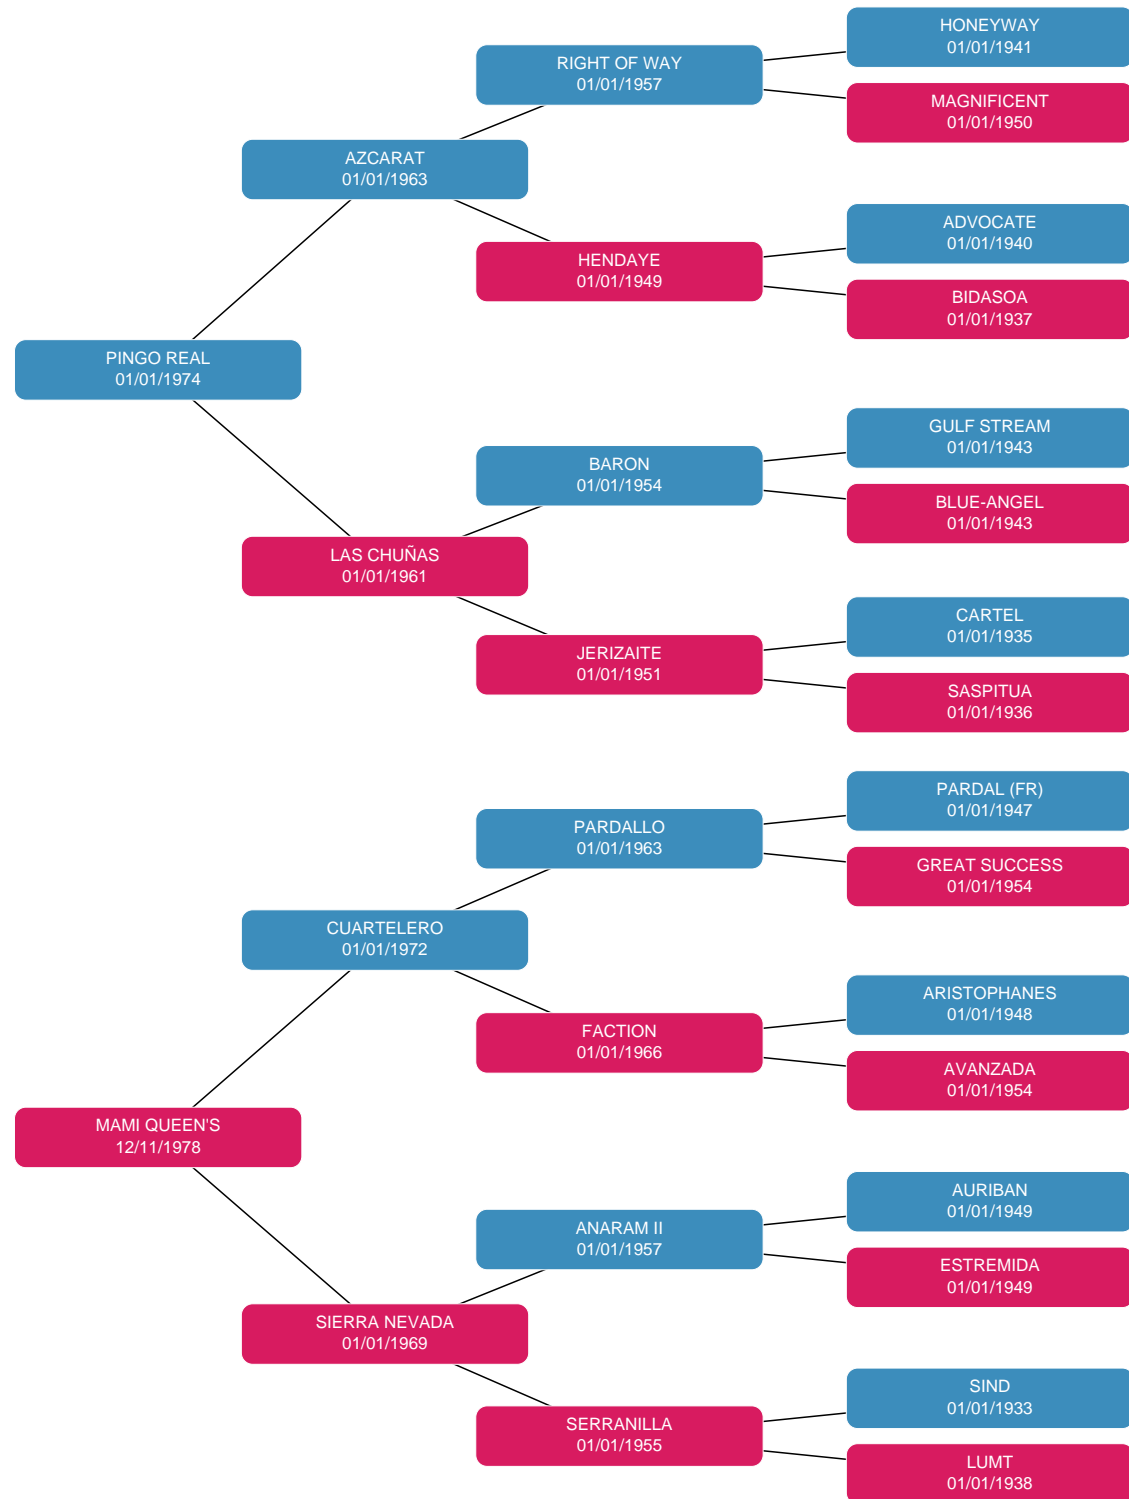 HONEYWAY
01/01/1941
RIGHT OF WAY
01/01/1957
MAGNIFICENT
01/01/1950
AZCARAT
01/01/1963
ADVOCATE
01/01/1940
HENDAYE
01/01/1949
BIDASOA
01/01/1937
PINGO REAL
01/01/1974
GULF STREAM
01/01/1943
BARON
01/01/1954
BLUE-ANGEL
01/01/1943
LAS CHUÑAS
01/01/1961
CARTEL
01/01/1935
JERIZAITE
01/01/1951
SASPITUA
01/01/1936
PARDAL (FR)
01/01/1947
PARDALLO
01/01/1963
GREAT SUCCESS
01/01/1954
CUARTELERO
01/01/1972
ARISTOPHANES
01/01/1948
FACTION
01/01/1966
AVANZADA
01/01/1954
MAMI QUEEN'S
12/11/1978
AURIBAN
01/01/1949
ANARAM II
01/01/1957
ESTREMIDA
01/01/1949
SIERRA NEVADA
01/01/1969
SIND
01/01/1933
SERRANILLA
01/01/1955
LUMT
01/01/1938